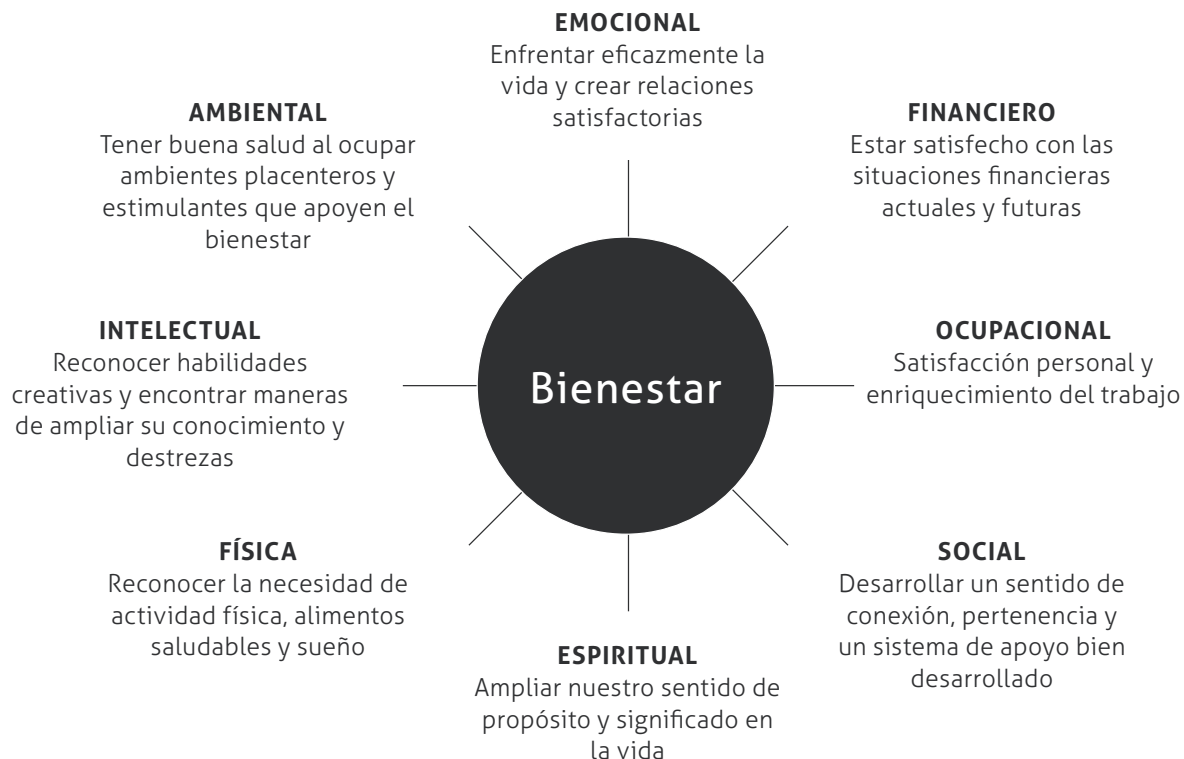 EMOCIONAL
Enfrentar eficazmente la
vida y crear relaciones
satisfactorias
AMBIENTAL
Tener buena salud al ocupar
ambientes placenteros y
estimulantes que apoyen el
bienestar
FINANCIERO
Estar satisfecho con las
situaciones financieras
actuales y futuras
INTELECTUAL
Reconocer habilidades
creativas y encontrar maneras
de ampliar su conocimiento y
destrezas
Bienestar
OCUPACIONAL
Satisfacción personal y
enriquecimiento del trabajo
FÍSICA
Reconocer la necesidad de
actividad física, alimentos
saludables y sueño
SOCIAL
Desarrollar un sentido de
conexión, pertenencia y
un sistema de apoyo bien
desarrollado
ESPIRITUAL
Ampliar nuestro sentido de
propósito y significado en
la vida